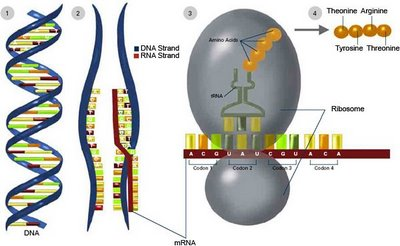 1
2
DNA Strand
RNA Strand
3
Amino Acids
tRNA
Ribosome
4
Theonine Arginine
Tyrosine Threonine
A C G U A U C G U A C A
Codon 1 Codon 2 Codon 3 Codon 4
DNA
mRNA